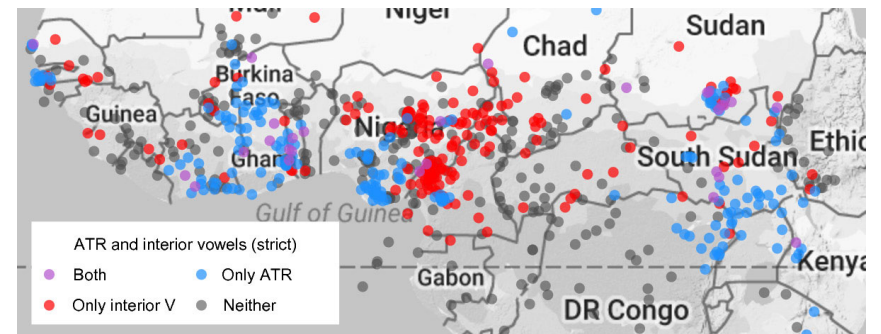 Mali
Niger
Chad
Sudan
Burkina
Faso
Guinea
Nigeria
Ghana
South Sudan
Ethio
Gulf of Guinea
ATR and interior vowels (strict)
Both
Only ATR
Only interior V
Neither
Gabon
Kenya
DR Congo